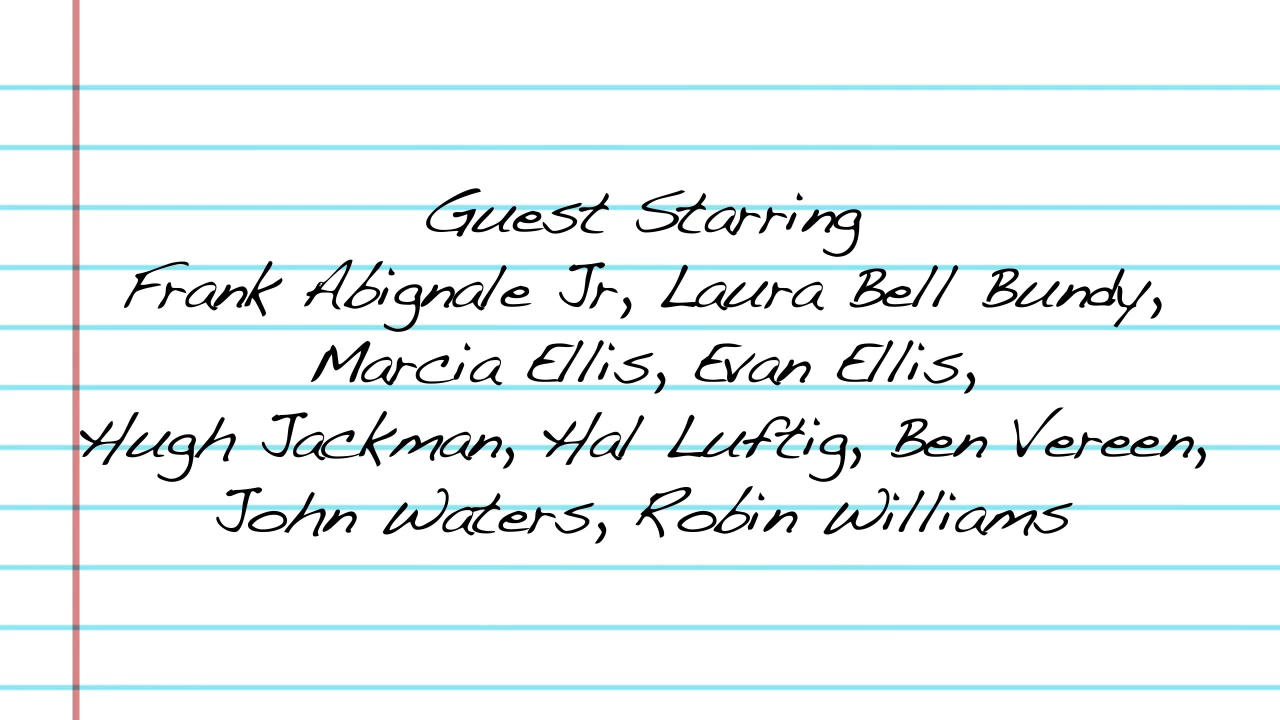 Guest Starring
Frank Abignale Jr, Laura Bell Bundy,
Marcia Ellis, Evan Ellis,
Hugh Jackman, Hal Luftig, Ben Vereen,
John Waters, Robin Williams